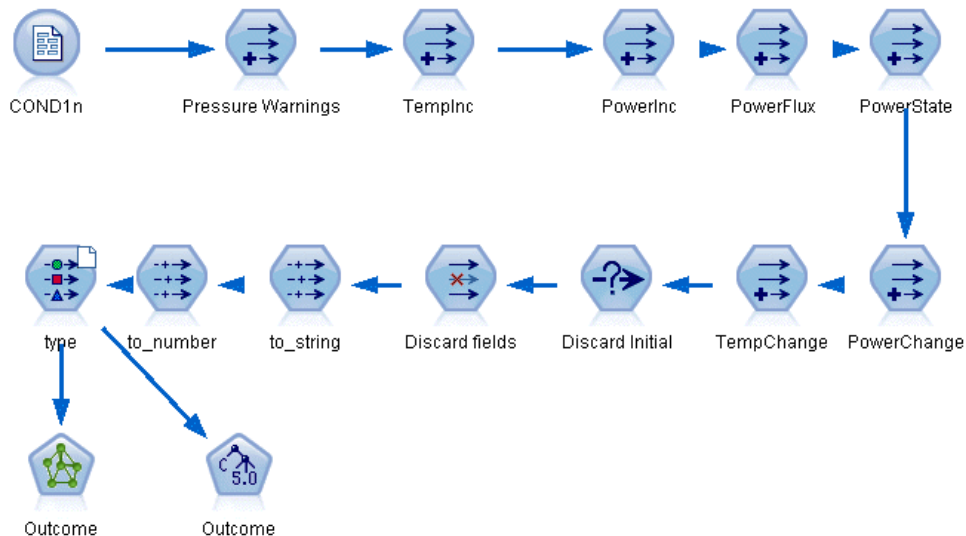 COND1n
Pressure Warnings
TempInc
PowerInc
PowerFlux
PowerState
type
to_number
to_string
Discard fields
Discard Initial
TempChange
PowerChange
C 5.0
Outcome
Outcome